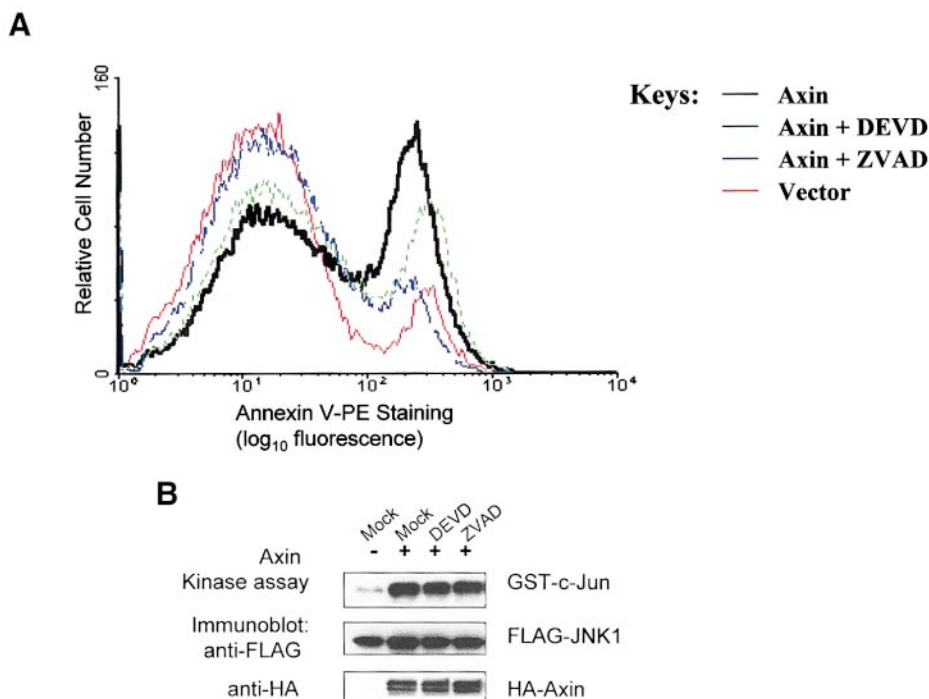 A
160
Relative Cell Number
0
10⁰ 10¹ 10² 10³ 10⁴
Annexin V-PE Staining
(log₁₀ fluorescence)
Keys:
Axin
Axin + DEVD
Axin + ZVAD
Vector
B
Mock Mock DEVD ZVAD
Axin - + + +
Kinase assay GST-c-Jun
Immunoblot:
anti-FLAG FLAG-JNK1
anti-HA HA-Axin